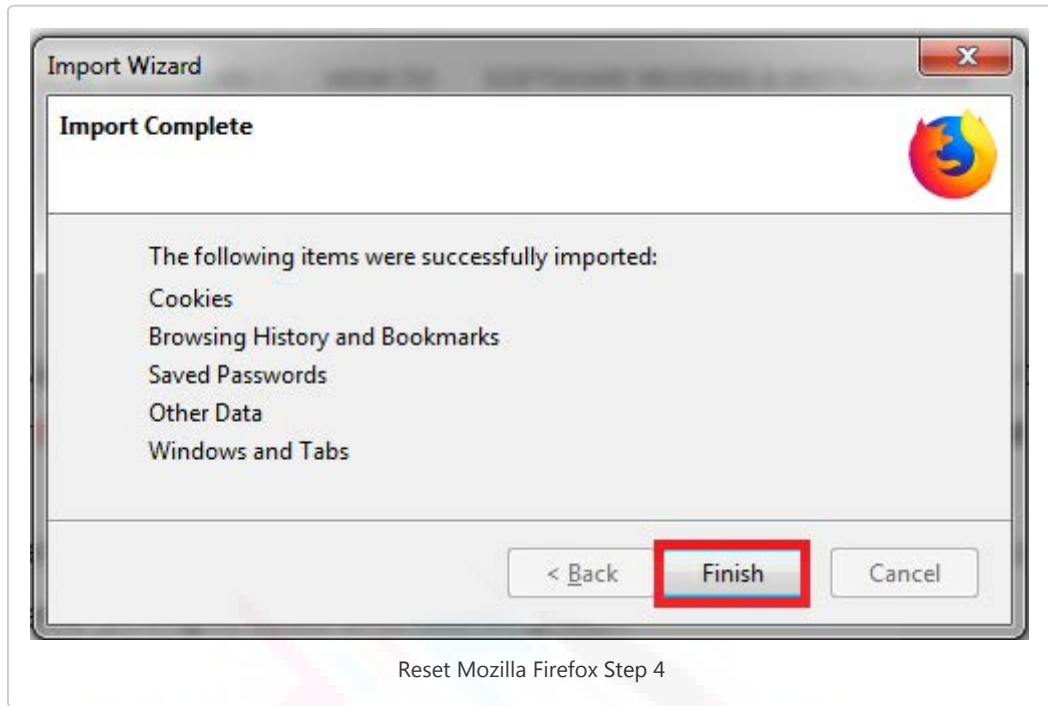 Import Wizard
Import Complete
The following items were successfully imported:
Cookies
Browsing History and Bookmarks
Saved Passwords
Other Data
Windows and Tabs
< Back Finish Cancel
Reset Mozilla Firefox Step 4